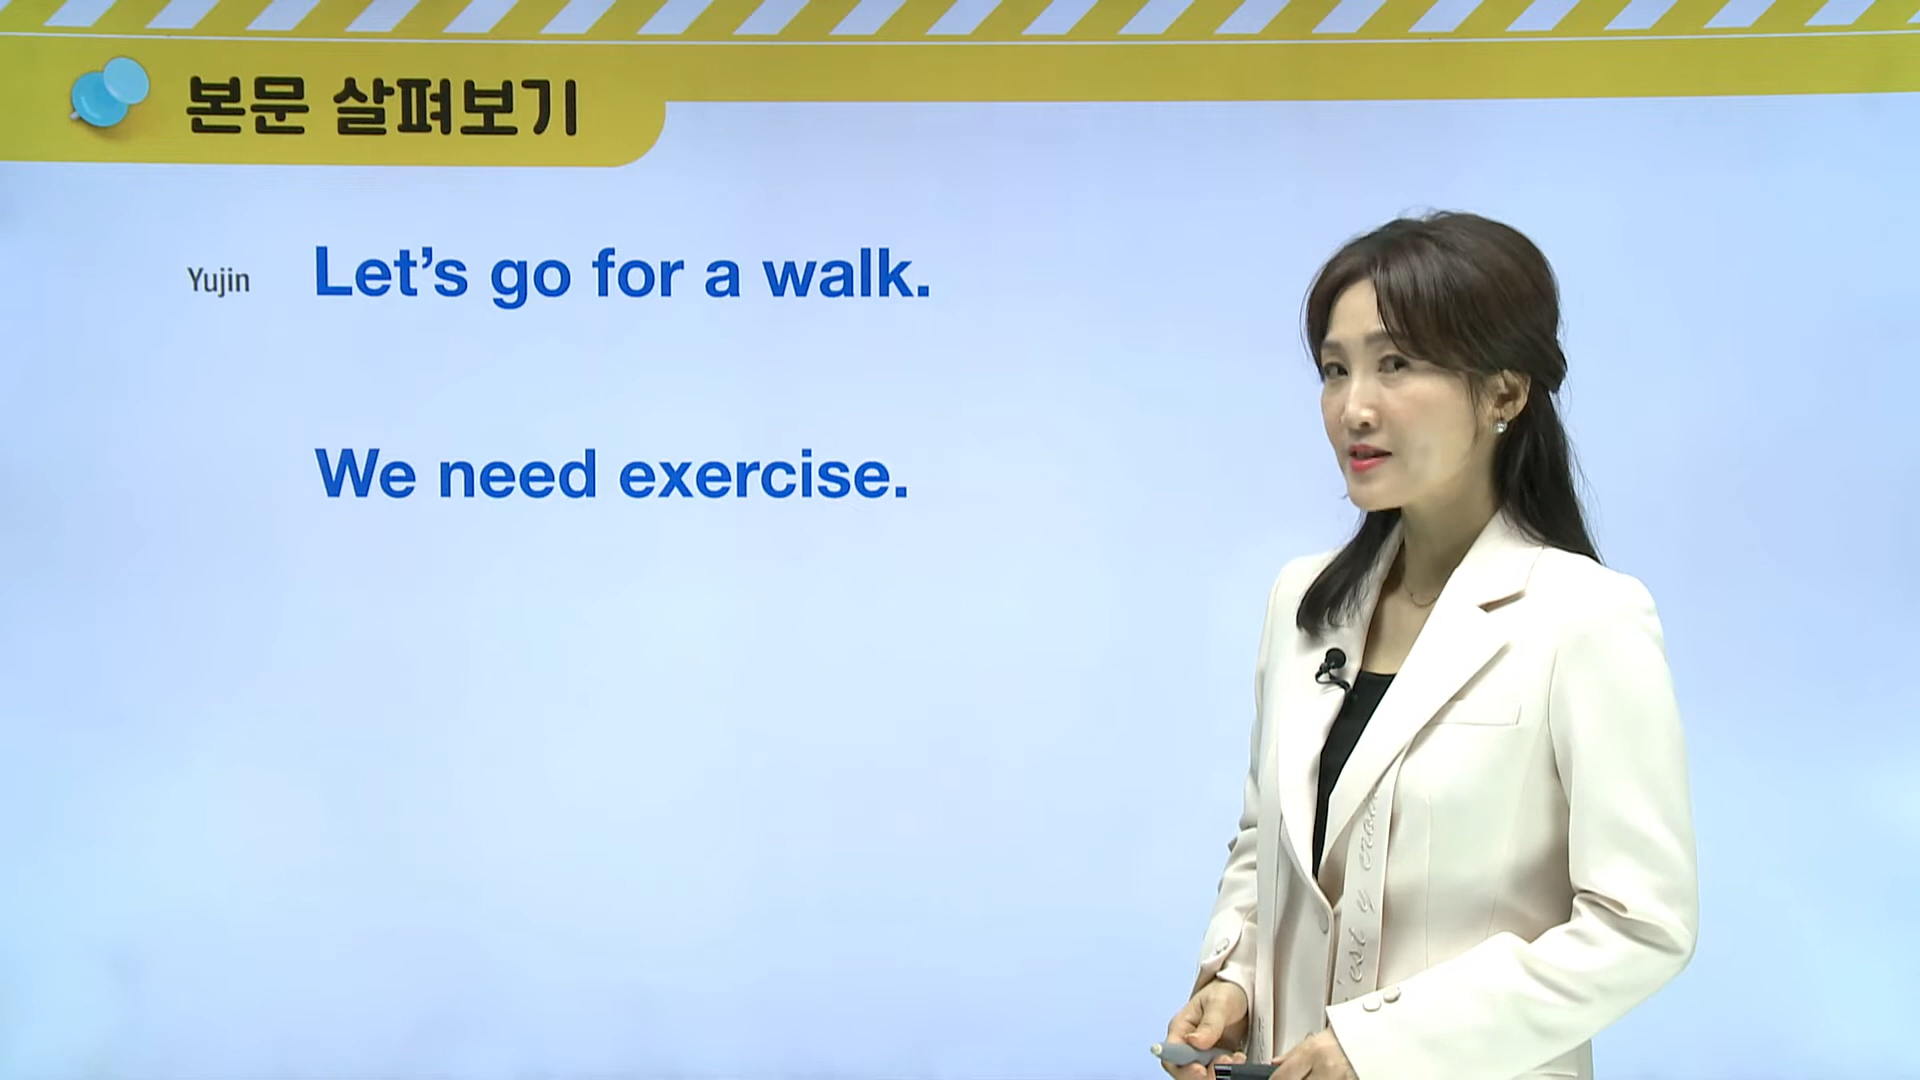 본문 살펴보기
Yujin Let’s go for a walk.
We need exercise.